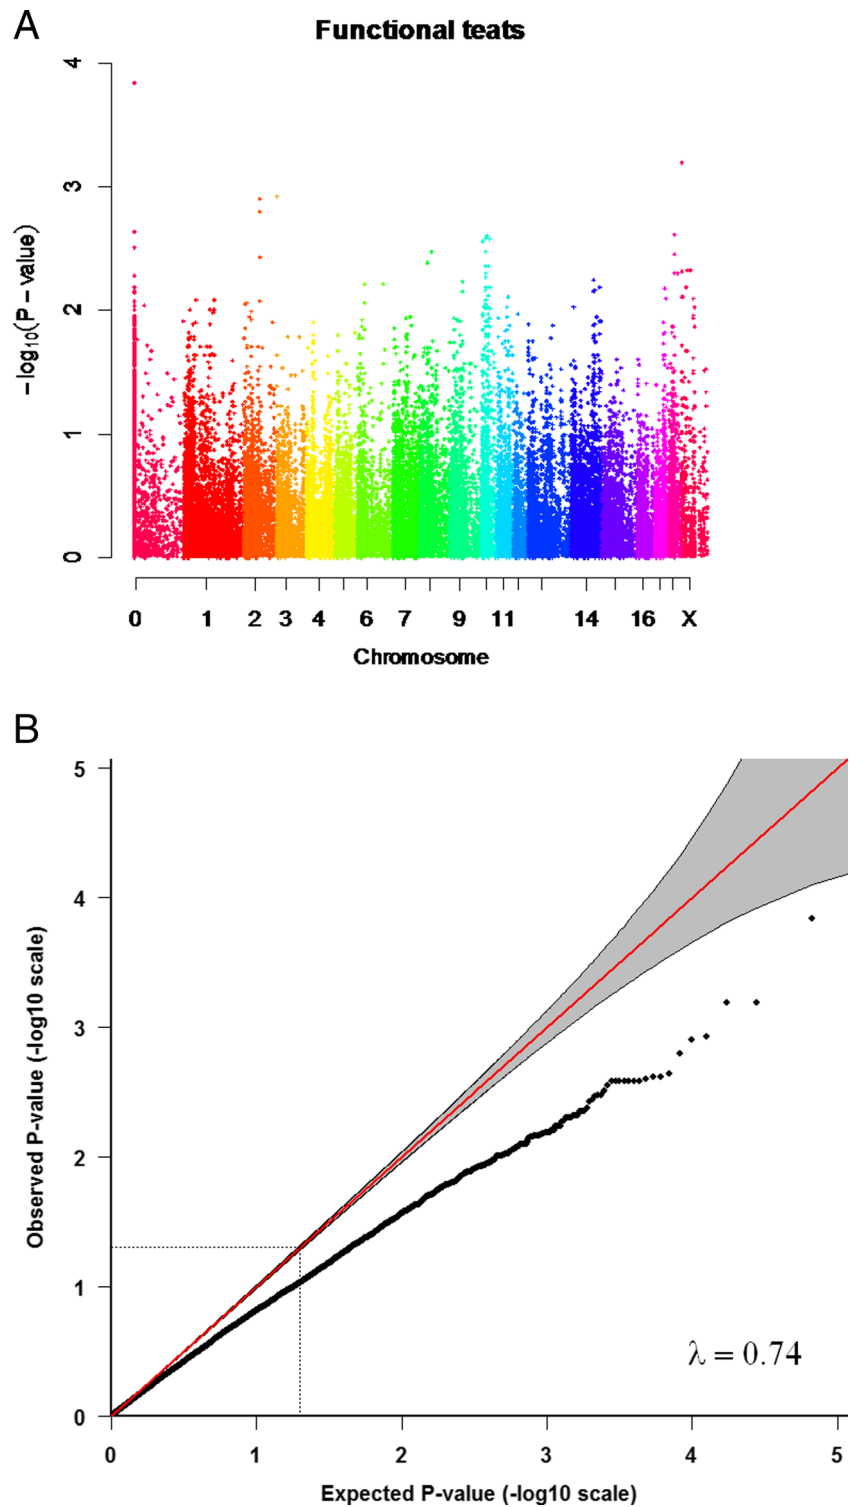 A
Functional teats
4
3
2
1
0
−log10(P − value)
0 1 2 3 4 6 7 9 11 14 16 X
Chromosome
B
5
4
3
2
1
0
Observed P-value (-log10 scale)
λ = 0.74
0 1 2 3 4 5
Expected P-value (-log10 scale)